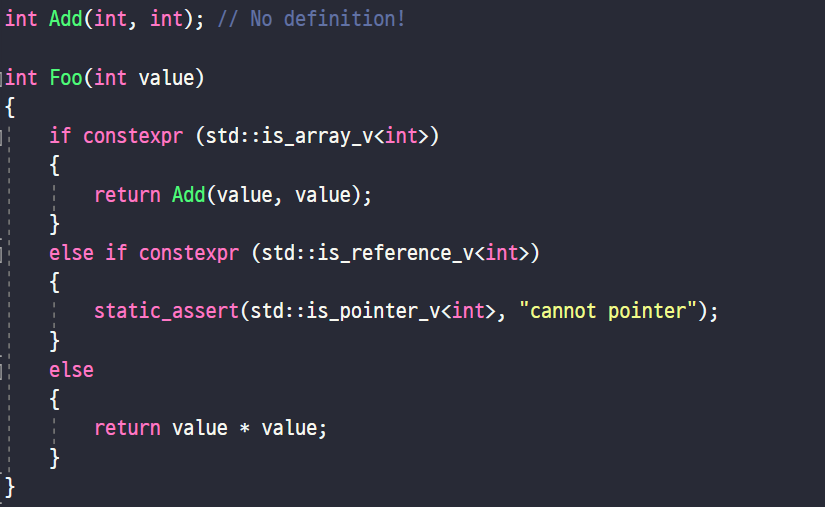 int Add(int, int); // No definition!
int Foo(int value)
{
if constexpr (std::is_array_v<int>)
{
return Add(value, value);
}
else if constexpr (std::is_reference_v<int>)
{
static_assert(std::is_pointer_v<int>, "cannot pointer");
}
else
{
return value * value;
}
}